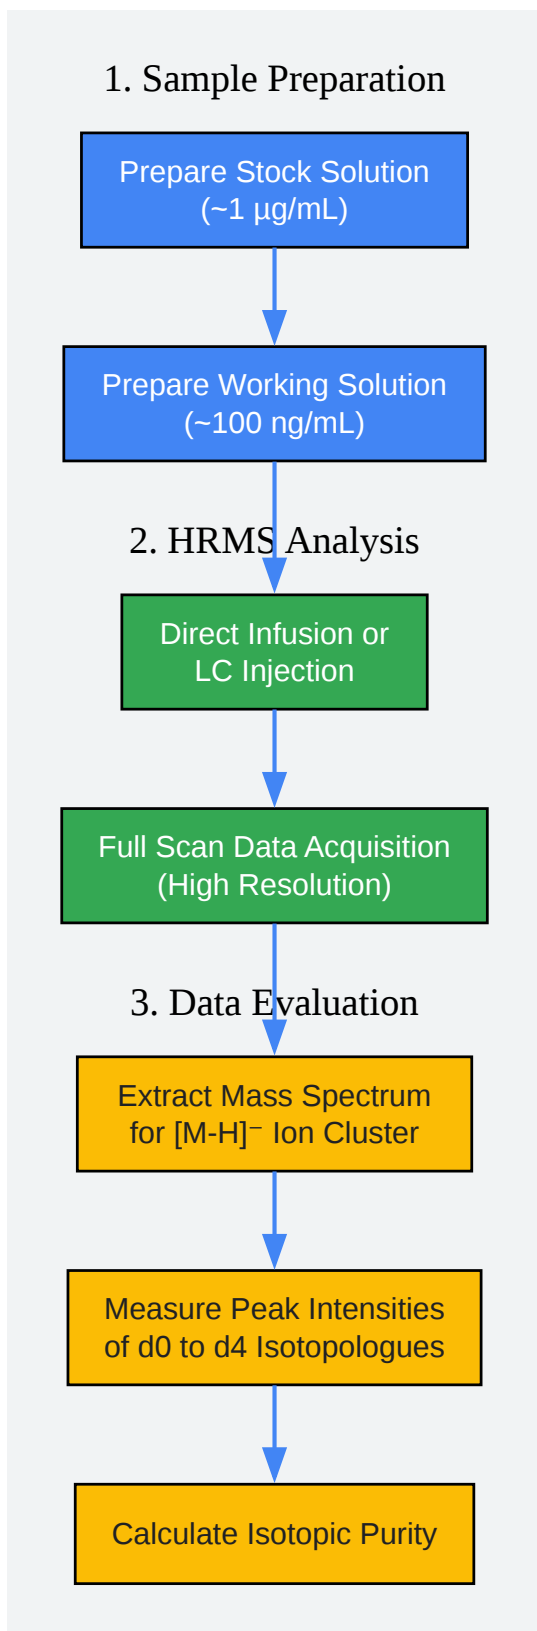 1. Sample Preparation
Prepare Stock Solution
(~1 µg/mL)
Prepare Working Solution
(~100 ng/mL)
2. HRMS Analysis
Direct Infusion or
LC Injection
Full Scan Data Acquisition
(High Resolution)
3. Data Evaluation
Extract Mass Spectrum
for [M-H]⁻ Ion Cluster
Measure Peak Intensities
of d0 to d4 Isotopologues
Calculate Isotopic Purity